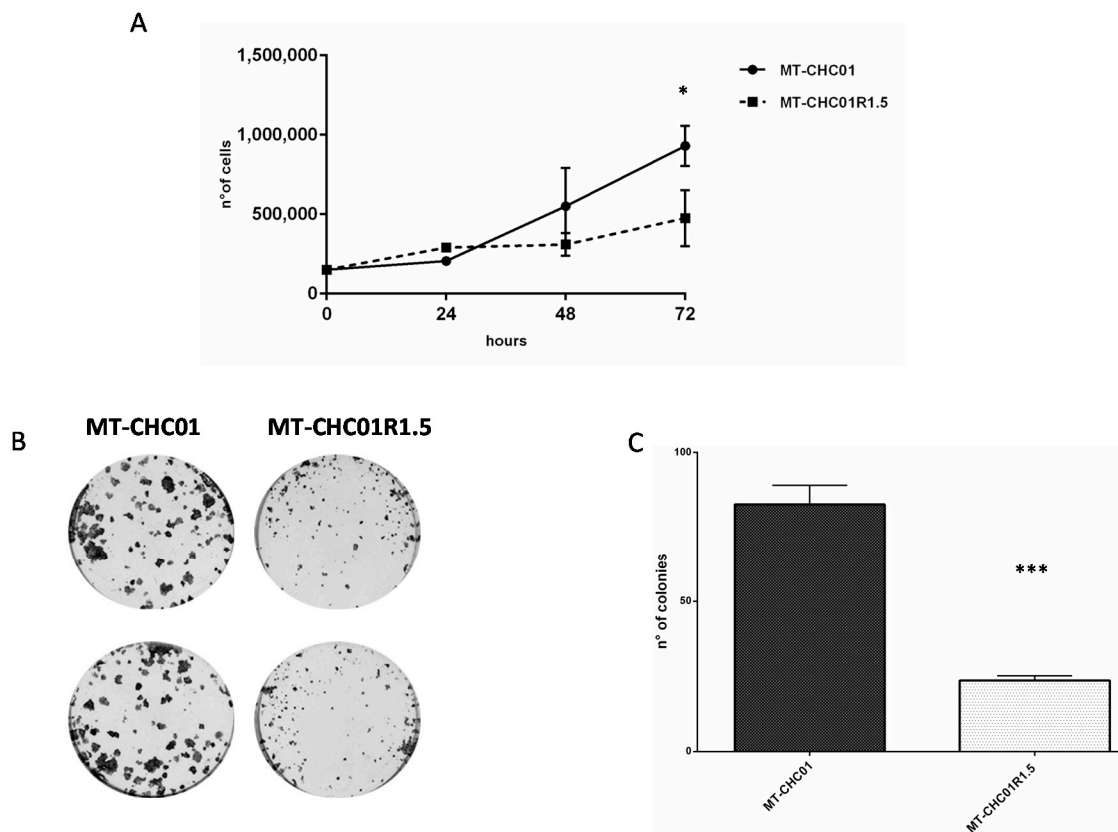 A
1,500,000
1,000,000
500,000
0
n°of cells
0 24 48 72
hours
*
MT-CHC01
MT-CHC01R1.5
B
MT-CHC01 MT-CHC01R1.5
C
100
50
0
n° of colonies
***
MT-CHC01
MT-CHC01R1.5